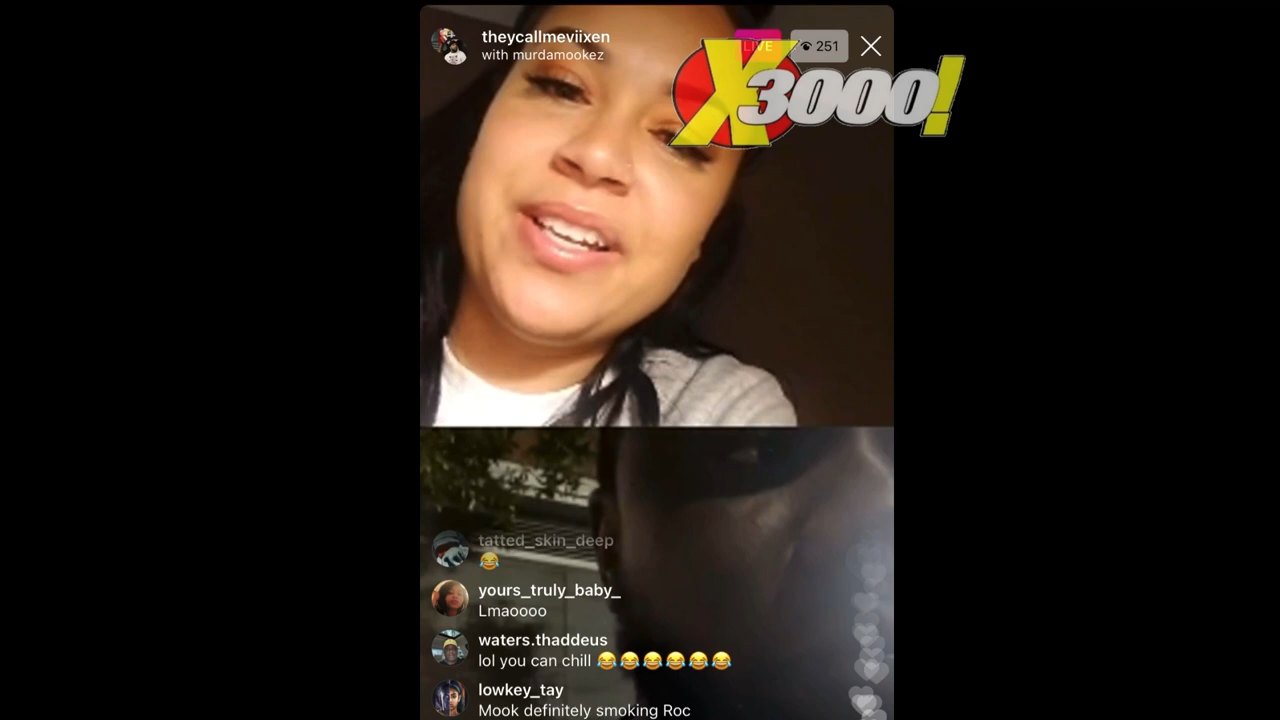 theycallmeviixen
with murdamookez
LIVE
251
X3000!
tatted_skin_deep
😂
yours_truly_baby_
Lmaoooo
waters.thaddeus
lol you can chill 😂😂😂😂😂😂
lowkey_tay
Mook definitely smoking Roc